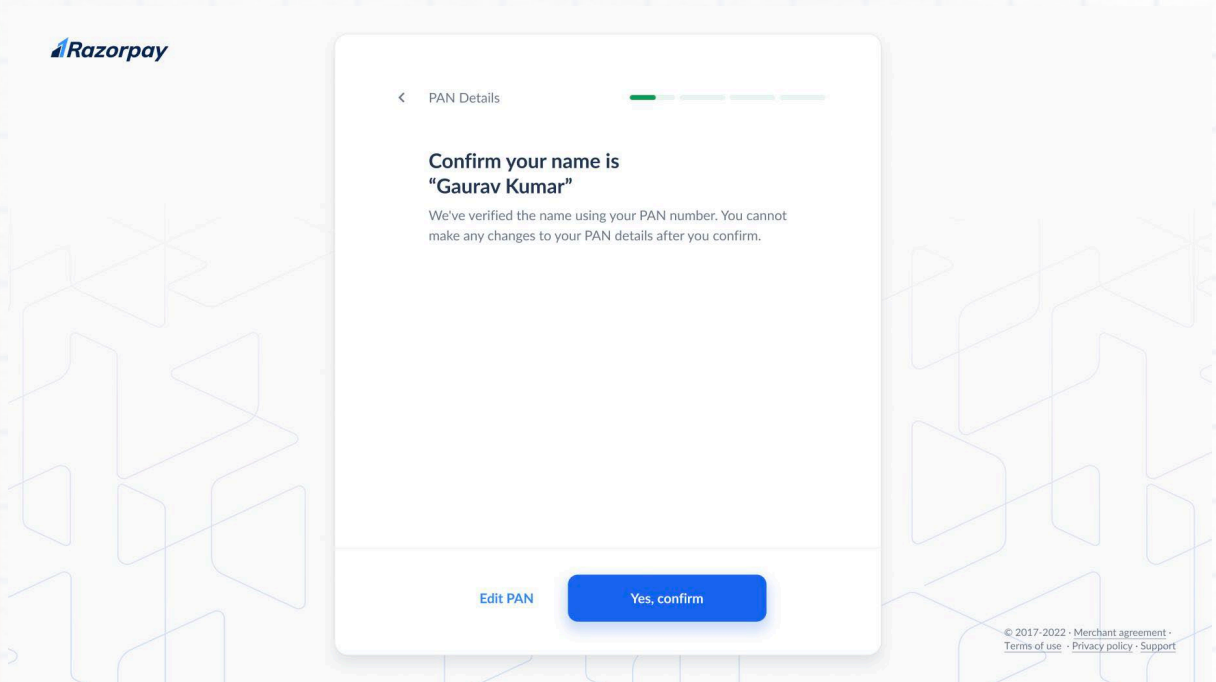 Razorpay
PAN Details
Confirm your name is
“Gaurav Kumar”
We've verified the name using your PAN number. You cannot
make any changes to your PAN details after you confirm.
Edit PAN
Yes, confirm
© 2017-2022 · Merchant agreement ·
Terms of use · Privacy policy · Support